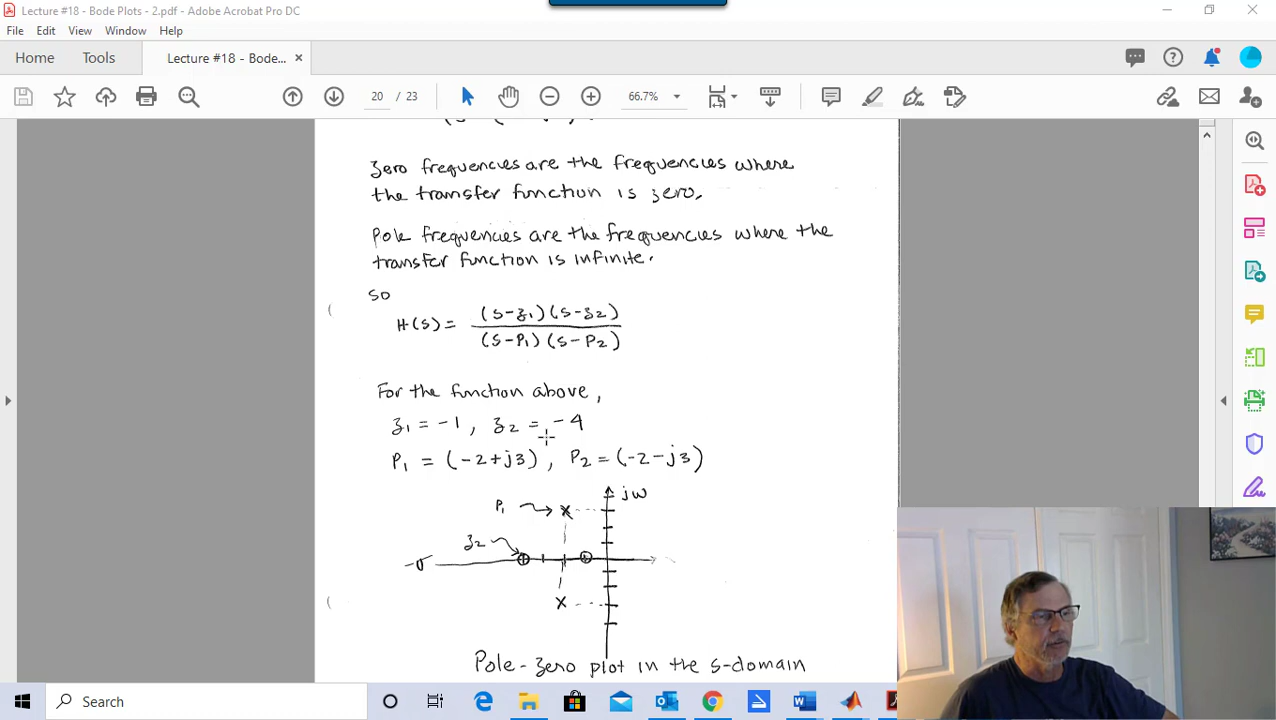 Lecture #18 - Bode Plots - 2.pdf - Adobe Acrobat Pro DC
File Edit View Window Help
Home Tools Lecture #18 - Bode... ×
20 / 23 66.7%
Zero frequencies are the frequencies where
the transfer function is zero.
Pole frequencies are the frequencies where the
transfer function is infinite.
SO
H(s) = (s-z1)(s-z2)
(s-P1)(s-P2)
For the function above,
z1 = -1, z2 = -4
P1 = (-2+j3), P2 = (-2-j3)
jω
P1
z2
-σ
Pole-Zero plot in the s-domain
Search